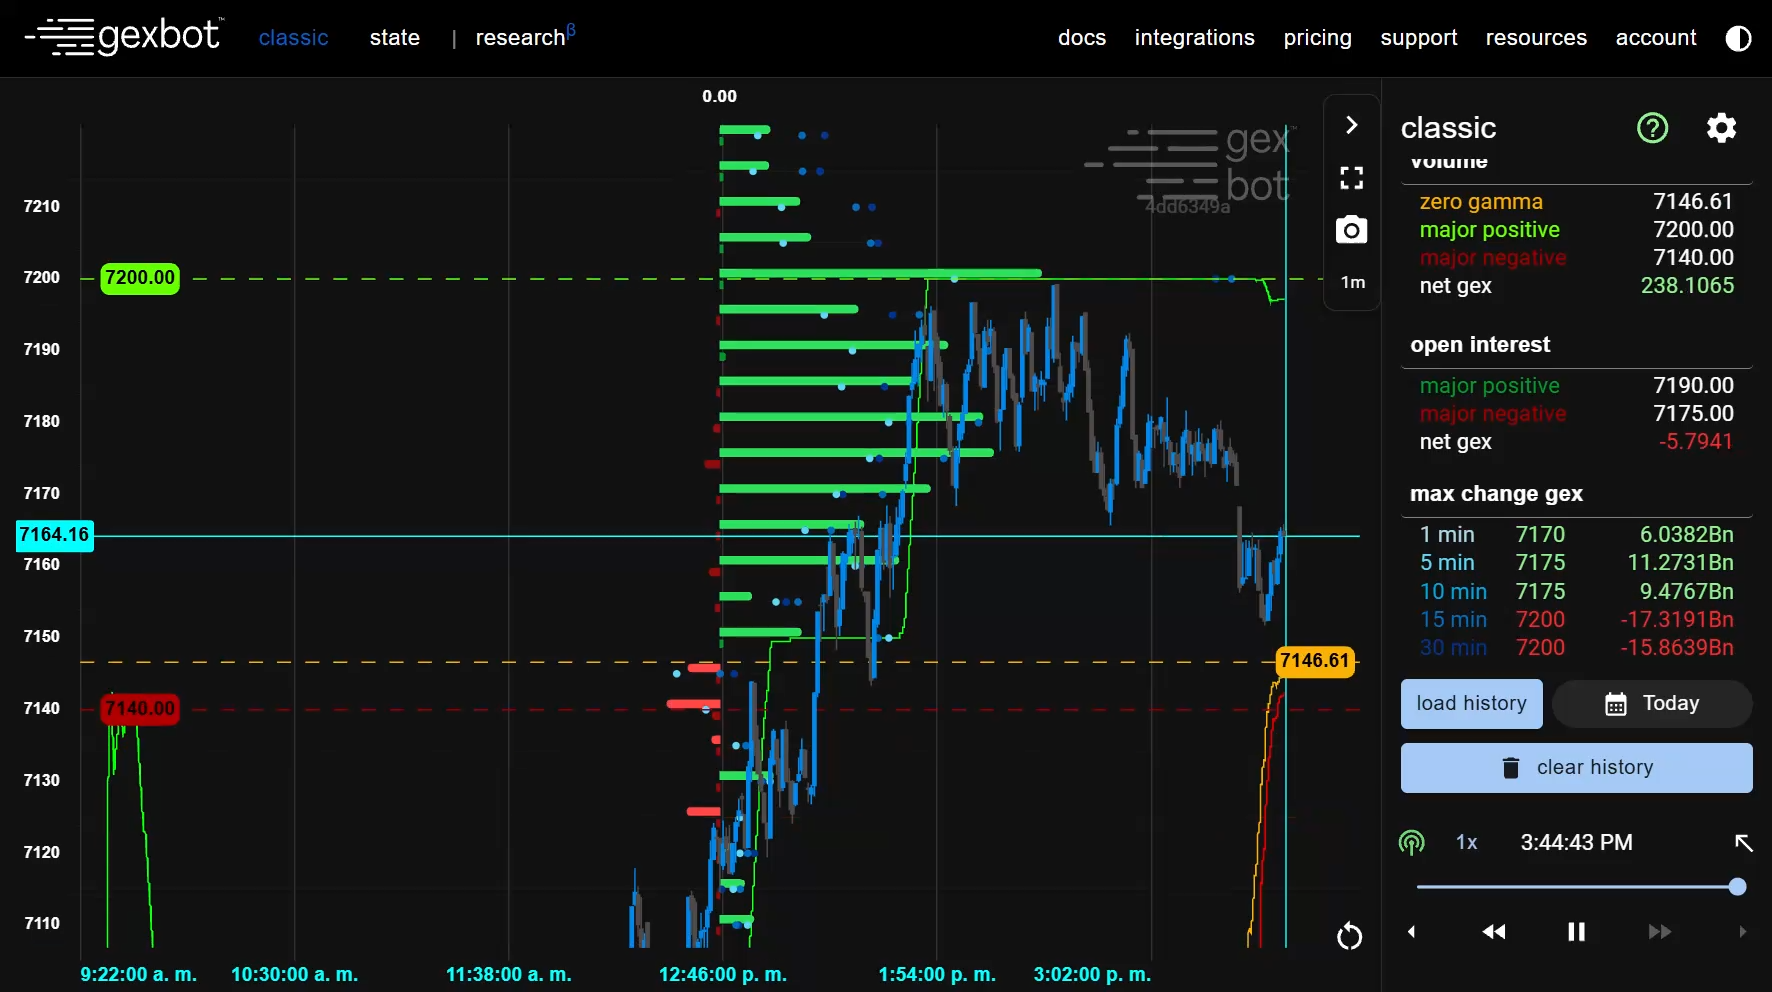 gexbot™ classic state | researchβ docs integrations pricing support resources account
0.00
gex™
bot
4dd6349a
1m
7210
7200
7190
7180
7170
7160
7150
7140
7130
7120
7110
7200.00
7164.16
7146.61
7140.00
9:22:00 a. m. 10:30:00 a. m. 11:38:00 a. m. 12:46:00 p. m. 1:54:00 p. m. 3:02:00 p. m.
classic
volume
zero gamma 7146.61
major positive 7200.00
major negative 7140.00
net gex 238.1065
open interest
major positive 7190.00
major negative 7175.00
net gex -5.7941
max change gex
1 min 7170 6.0382Bn
5 min 7175 11.2731Bn
10 min 7175 9.4767Bn
15 min 7200 -17.3191Bn
30 min 7200 -15.8639Bn
load history Today
clear history
1x 3:44:43 PM